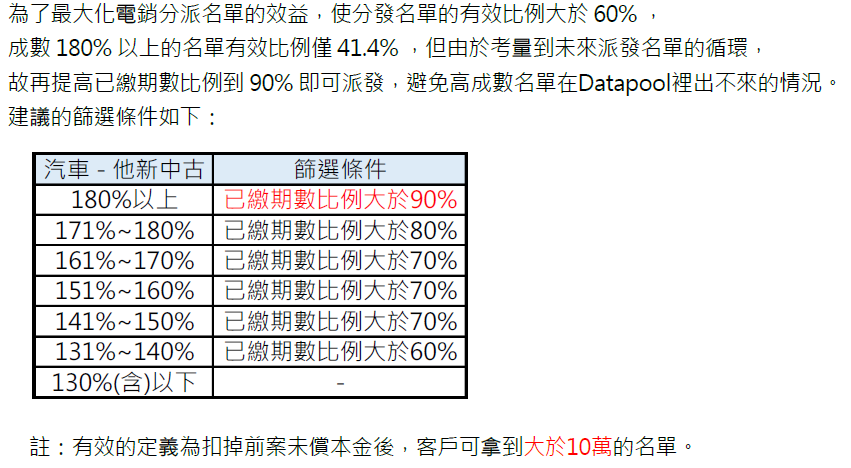 為了最大化電銷分派名單的效益，使分發名單的有效比例大於 60% ，
成數 180% 以上的名單有效比例僅 41.4% ，但由於考量到未來派發名單的循環，
故再提高已繳期數比例到 90% 即可派發，避免高成數名單在Datapool裡出不來的情況。
建議的篩選條件如下：
汽車 - 他新中古 篩選條件
180%以上 已繳期數比例大於90%
171%~180% 已繳期數比例大於80%
161%~170% 已繳期數比例大於70%
151%~160% 已繳期數比例大於70%
141%~150% 已繳期數比例大於70%
131%~140% 已繳期數比例大於60%
130%(含)以下 -
註：有效的定義為扣掉前案未償本金後，客戶可拿到大於10萬的名單。